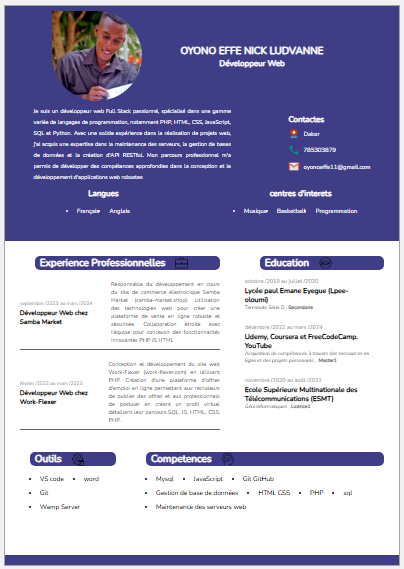 OYONO EFFE NICK LUDVANNE
Développeur Web
Je suis un développeur web Full Stack passionné, spécialisé dans une gamme
variée de langages de programmation, notamment PHP, HTML, CSS, JavaScript,
SQL et Python. Avec une solide expérience dans la réalisation de projets web,
j'ai acquis une expertise dans la maintenance des serveurs, la gestion de bases
de données et la création d'API RESTful. Mon parcours professionnel m'a
permis de développer des compétences approfondies dans la conception et le
développement d'applications web robustes
Contactes
Dakar
785303879
oyonoeffe11@gmail.com
Langues
Française
Anglais
centres d'interets
Musique
Basketball
Programmation
Experience Professionnelles
septembre /2023 au mars /2024
Développeur Web chez
Samba Market
Responsable du développement en cours
du site de commerce électronique Samba
Market (samba-market.shop). Utilisation
des technologies web pour créer une
plateforme de vente en ligne robuste et
sécurisée. Collaboration étroite avec
l'équipe pour concevoir des fonctionnalités
innovantes PHP JS HTML
février /2022 au mars /2023
Développeur Web chez
Work-Flexer
Conception et développement du site web
Work-Flexer (work-flexer.com) en utilisant
PHP. Création d'une plateforme d'offres
d'emploi en ligne permettant aux recruteurs
de publier des offres et aux professionnels
de postuler en créant un profil virtuel
détaillant leur parcours.SQL, JS, HTML, CSS,
PHP.
Education
octobre /2019 au juillet /2020
Lycée paul Emane Eyegue (Lpee-
oloumi)
Terminale Série D , Secondaire
décembre /2022 au mars /2024
Udemy, Coursera et FreeCodeCamp.
YouTube
Acquisition de compétences à travers des ressources en
ligne et des projets personnels . Master1
novembre /2020 au août /2021
Ecole Supérieure Multinationale des
Télécommunications (ESMT)
Génie informatiques , Licence1
Outils
VS code
word
Git
Wamp Server
Competences
Mysql
JavaScript
Git GitHub
Gestion de base de données
HTML CSS
PHP
sql
Maintenance des serveurs web